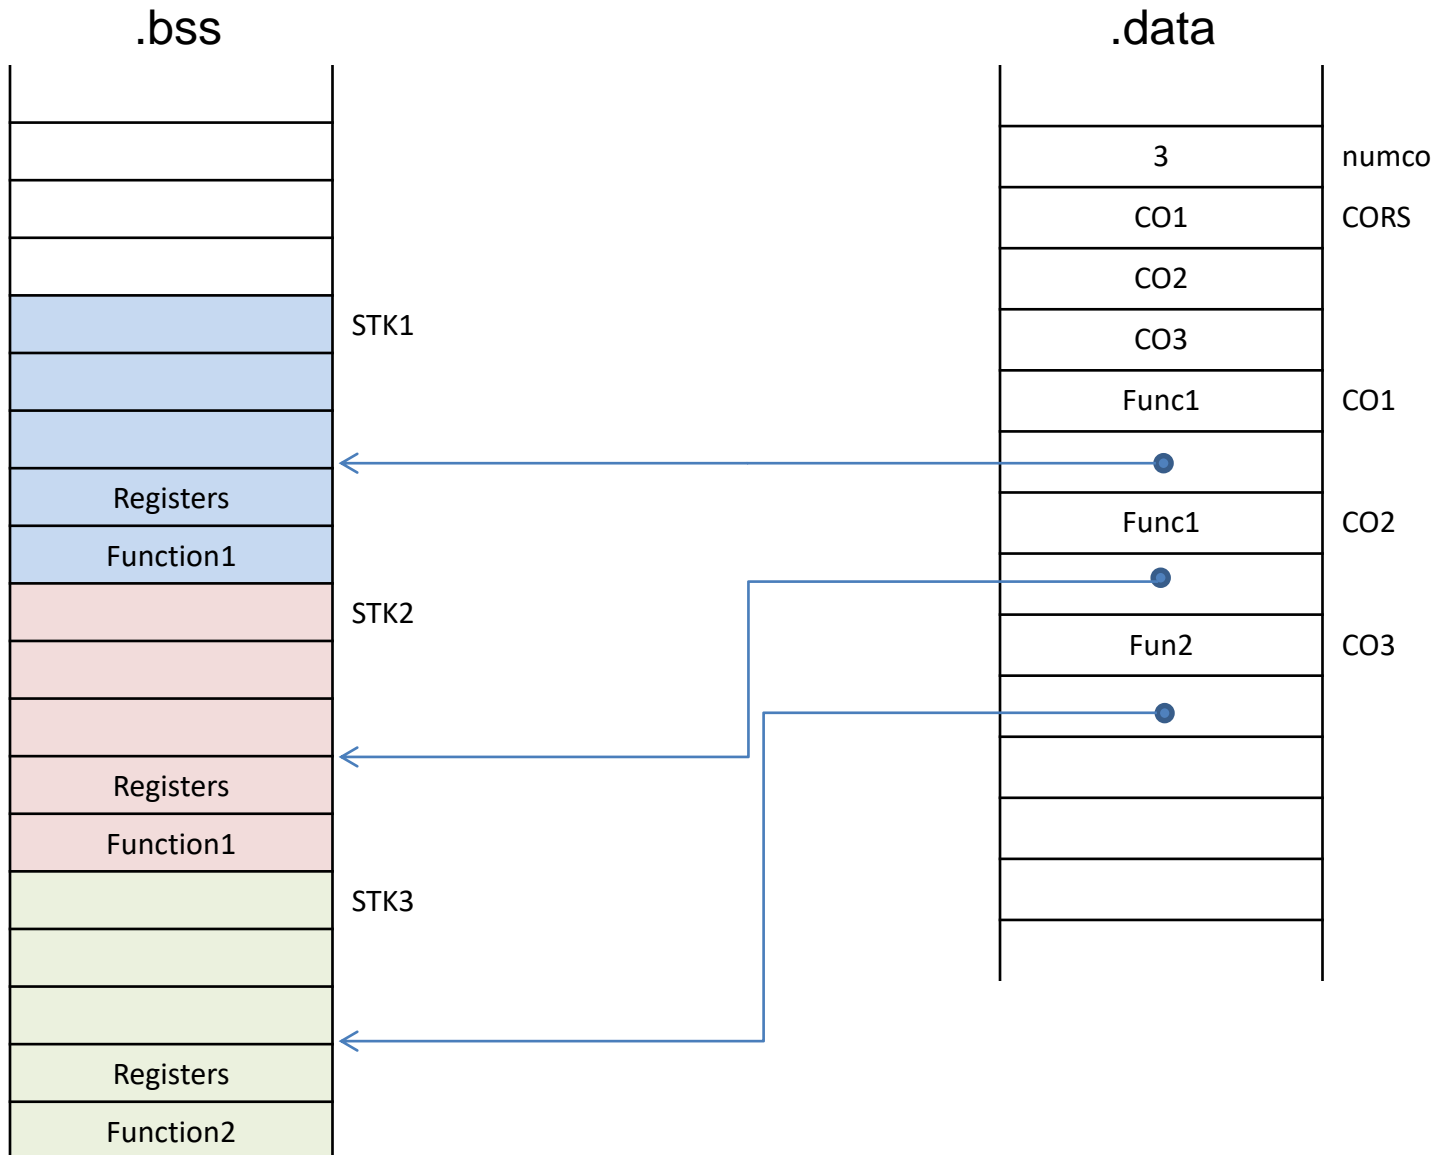 .bss
STK1
Registers
Function1
STK2
Registers
Function1
STK3
Registers
Function2
.data
3 numco
CO1 CORS
CO2
CO3
Func1 CO1
Func1 CO2
Fun2 CO3